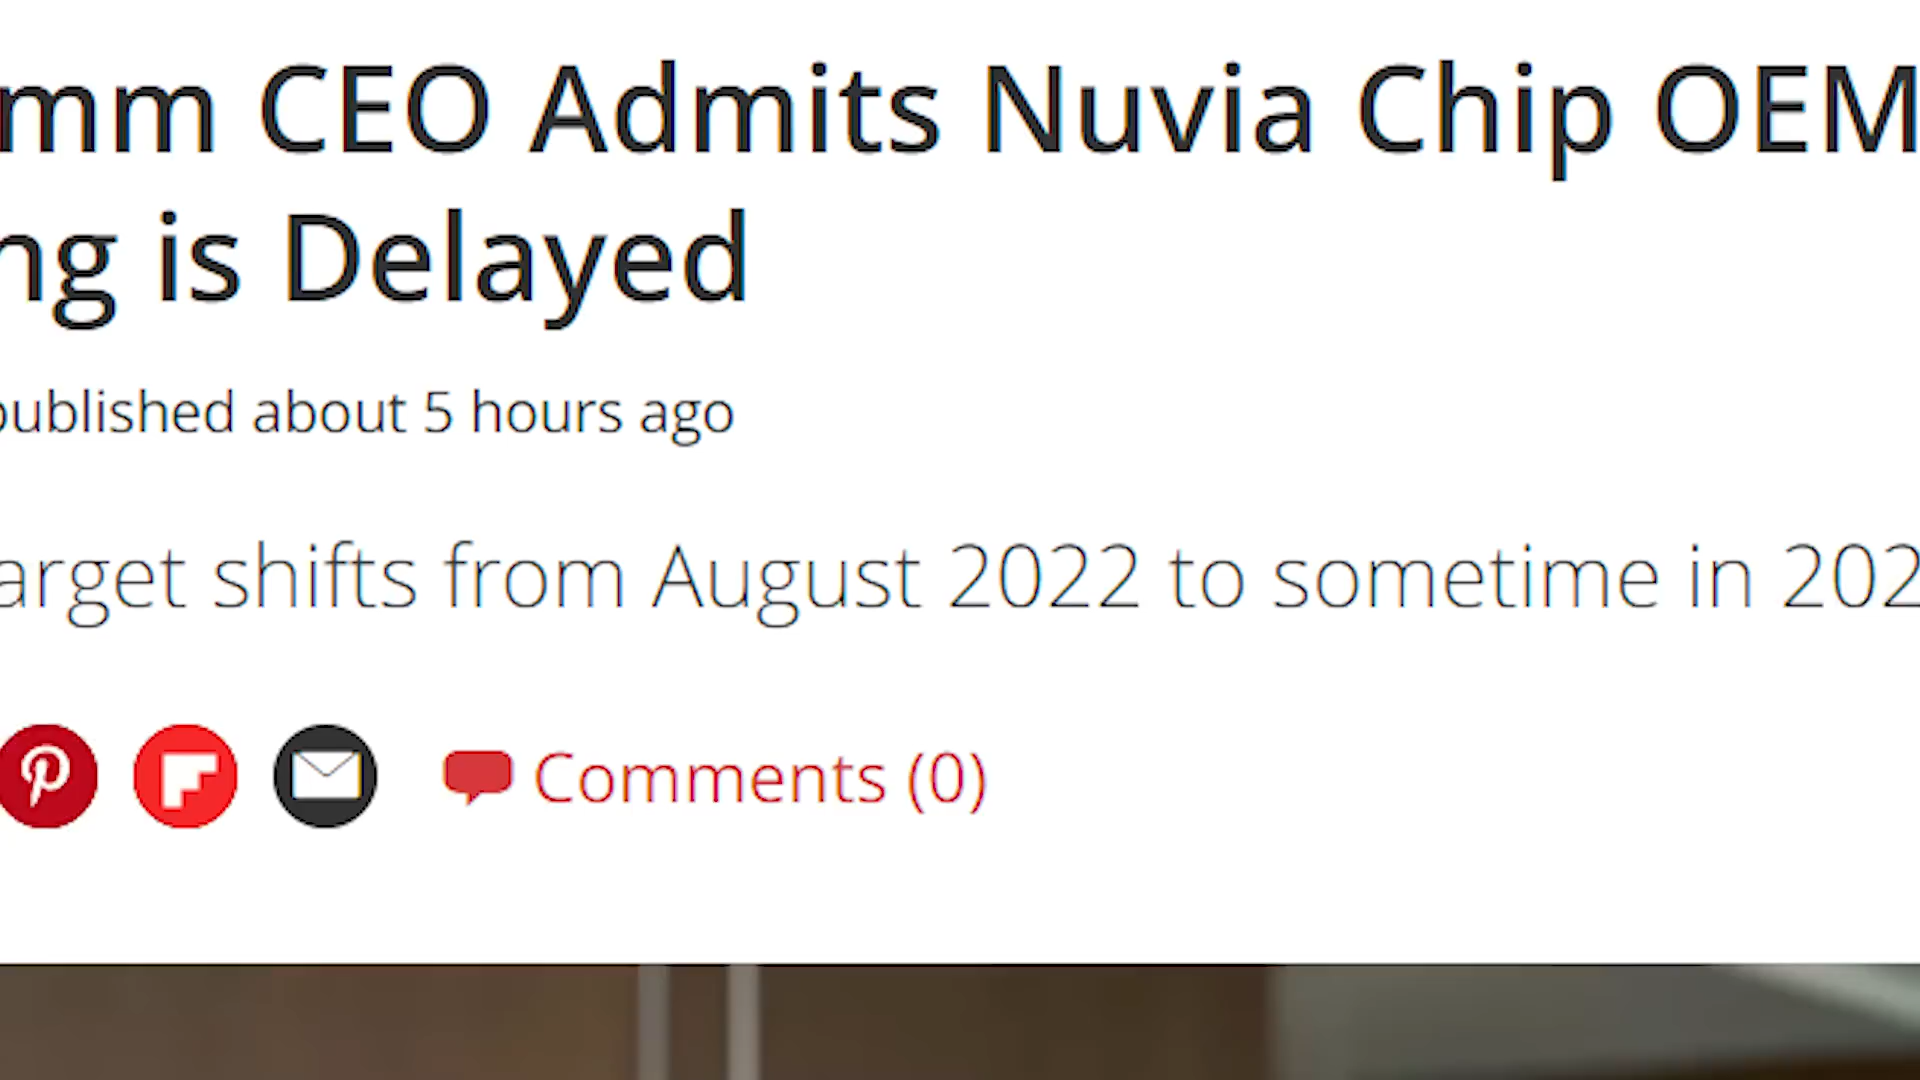 mm CEO Admits Nuvia Chip OEM
ng is Delayed
published about 5 hours ago
arget shifts from August 2022 to sometime in 202
Comments (0)